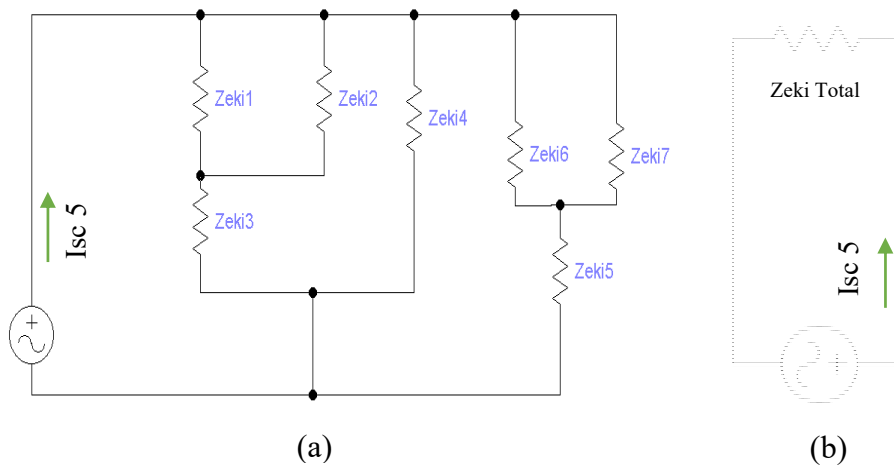 Zeki1
Zeki2
Zeki4
Zeki3
Zeki6
Zeki7
Zeki5
Isc 5
+
(a)
Zeki Total
Isc 5
+
(b)